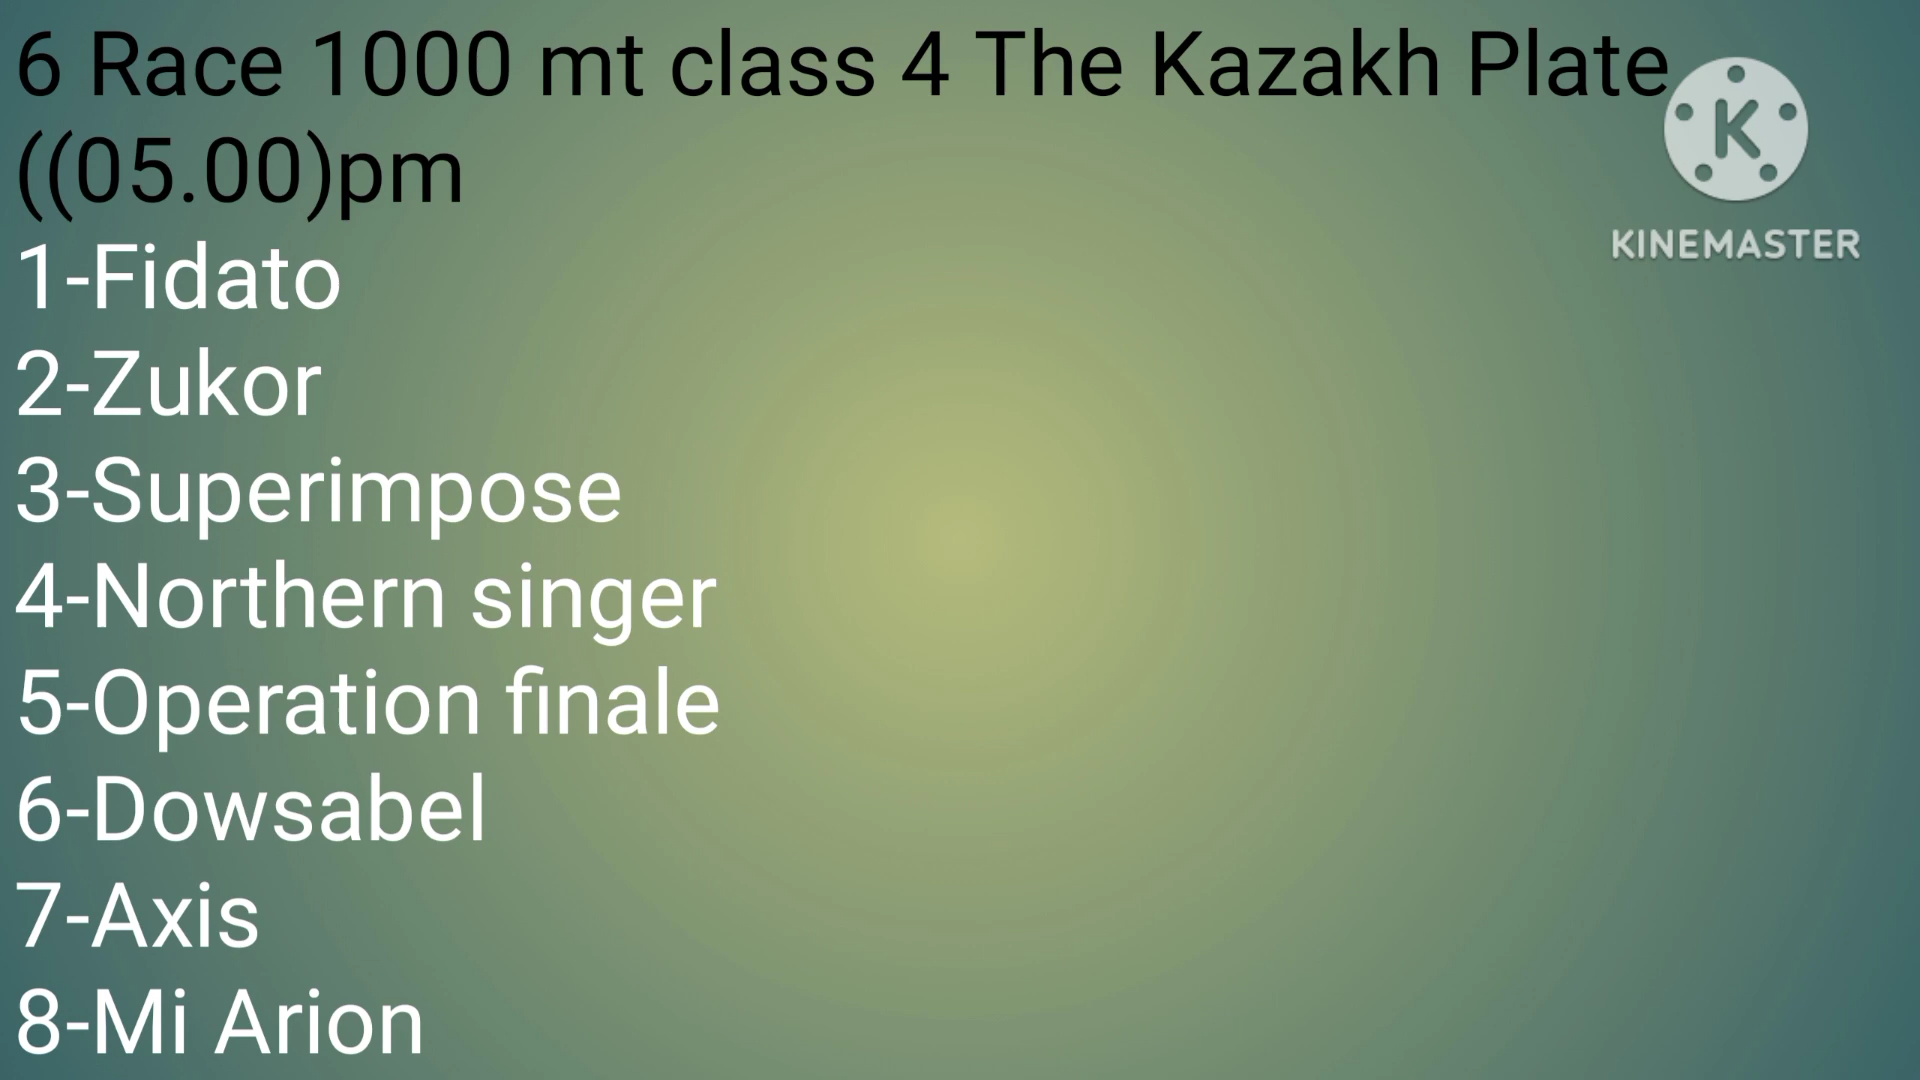 6 Race 1000 mt class 4 The Kazakh Plate
((05.00)pm
1-Fidato
2-Zukor
3-Superimpose
4-Northern singer
5-Operation finale
6-Dowsabel
7-Axis
8-Mi Arion
K
KINEMASTER